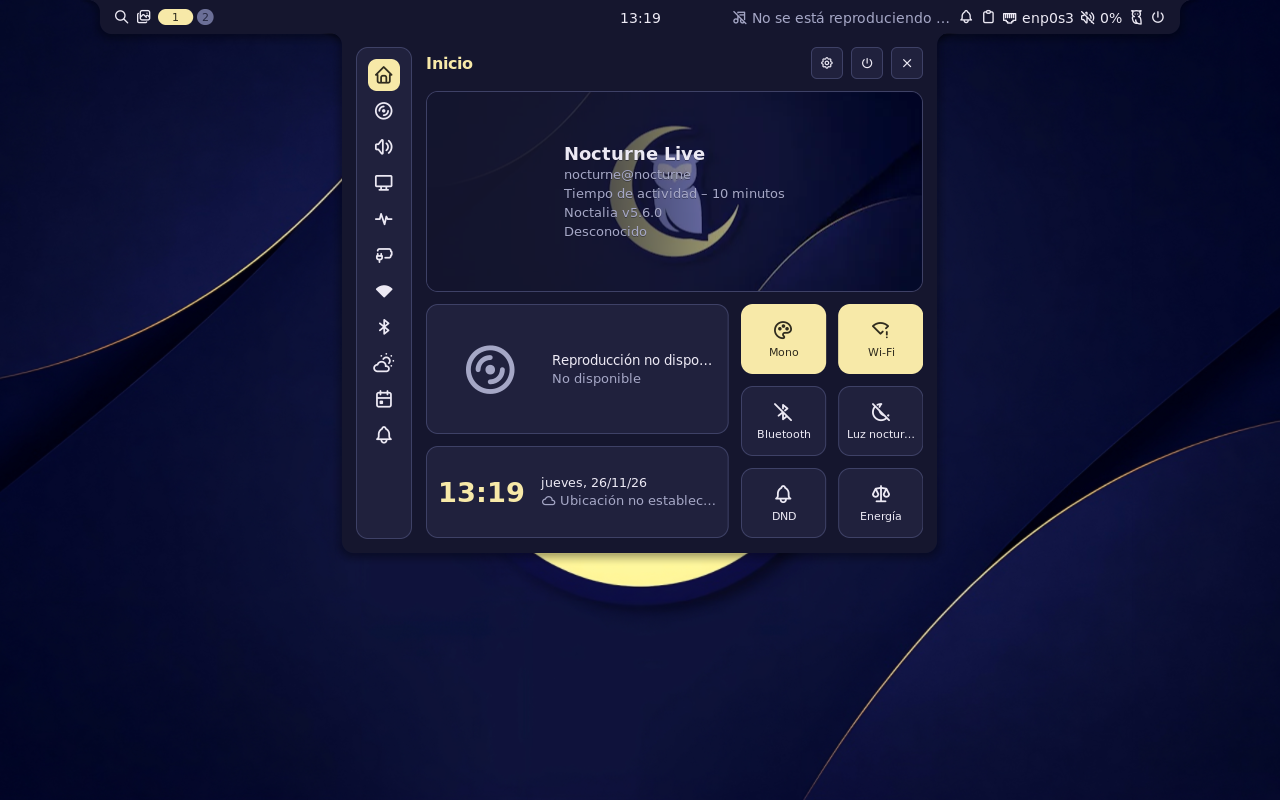 1
2
13:19
No se está reproduciendo ...
enp0s3
0%
Inicio
Nocturne Live
nocturne@nocturne
Tiempo de actividad – 10 minutos
Noctalia v5.6.0
Desconocido
Reproducción no dispo...
No disponible
Mono
Wi-Fi
Bluetooth
Luz noctur...
13:19
jueves, 26/11/26
Ubicación no establec...
DND
Energía